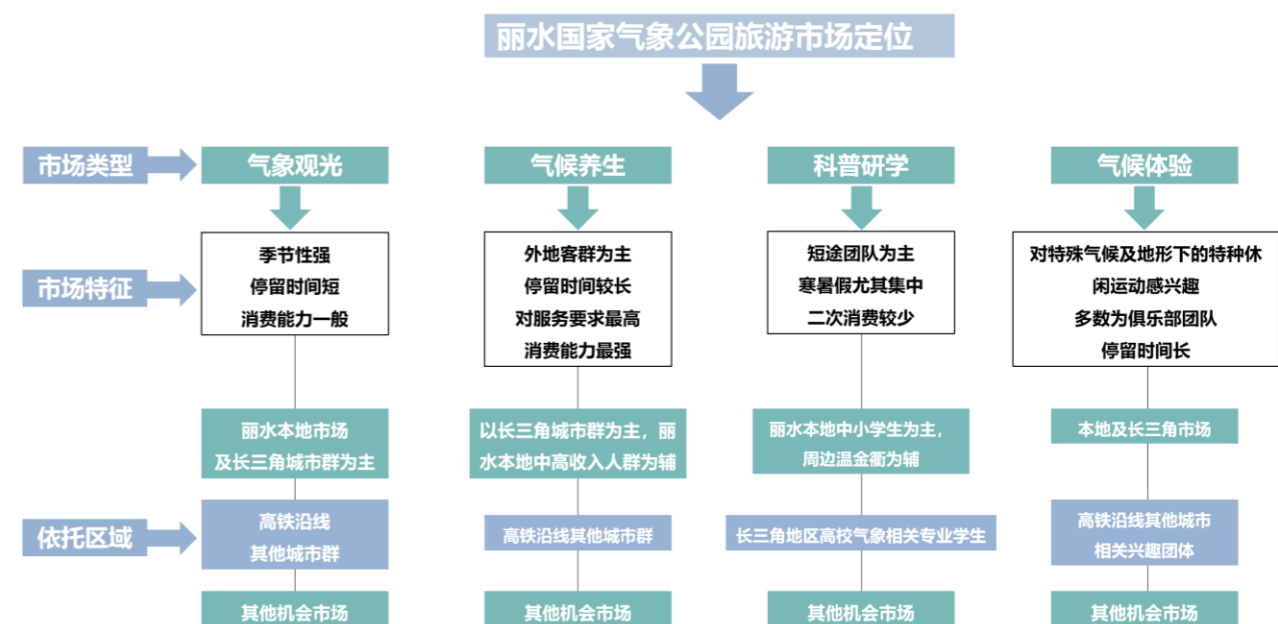 丽水国家气象公园旅游市场定位
市场类型
气象观光
气候养生
科普研学
气候体验
市场特征
季节性强
停留时间短
消费能力一般
外地客群为主
停留时间较长
对服务要求最高
消费能力最强
短途团队为主
寒暑假尤其集中
二次消费较少
对特殊气候及地形下的特种休
闲运动感兴趣
多数为俱乐部团队
停留时间长
依托区域
丽水本地市场
及长三角城市群为主
以长三角城市群为主，丽
水本地中高收入人群为辅
丽水本地中小学生为主，
周边温金衢为辅
本地及长三角市场
高铁沿线
其他城市群
高铁沿线其他城市群
长三角地区高校气象相关专业学生
高铁沿线其他城市
相关兴趣团体
其他机会市场
其他机会市场
其他机会市场
其他机会市场